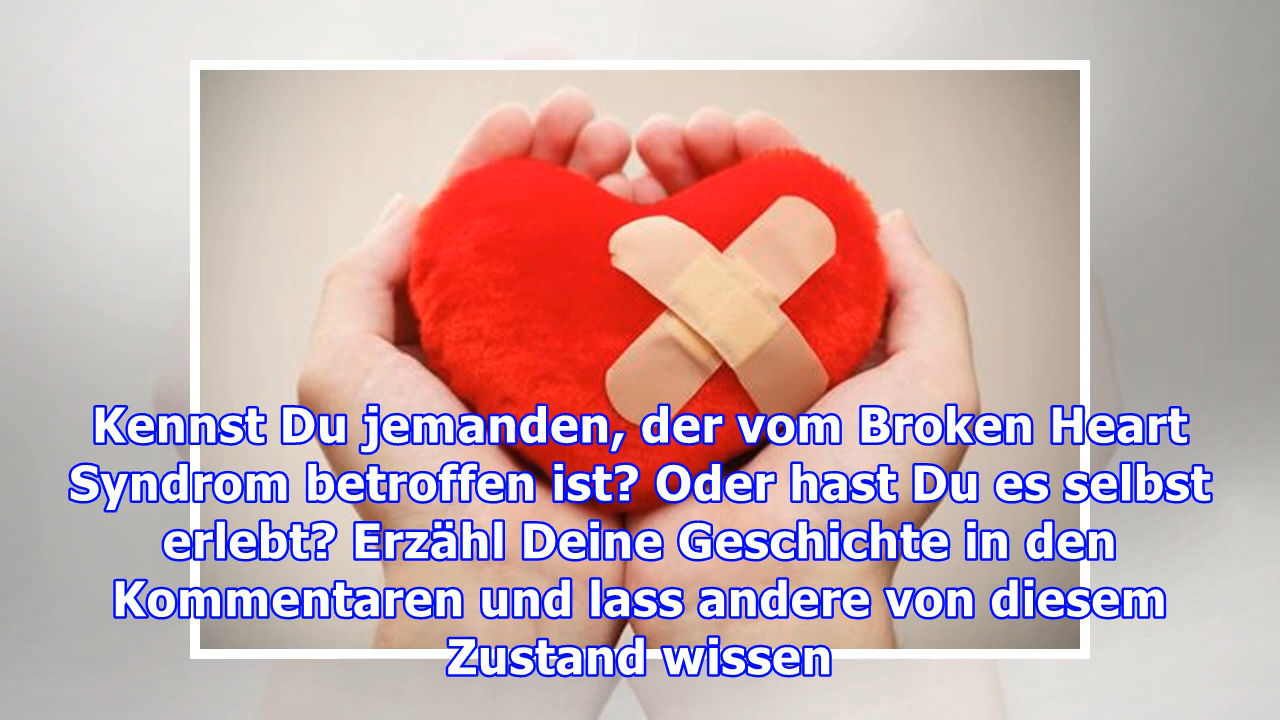 Kennst Du jemanden, der vom Broken Heart
Syndrom betroffen ist? Oder hast Du es selbst
erlebt? Erzähl Deine Geschichte in den
Kommentaren und lass andere von diesem
Zustand wissen